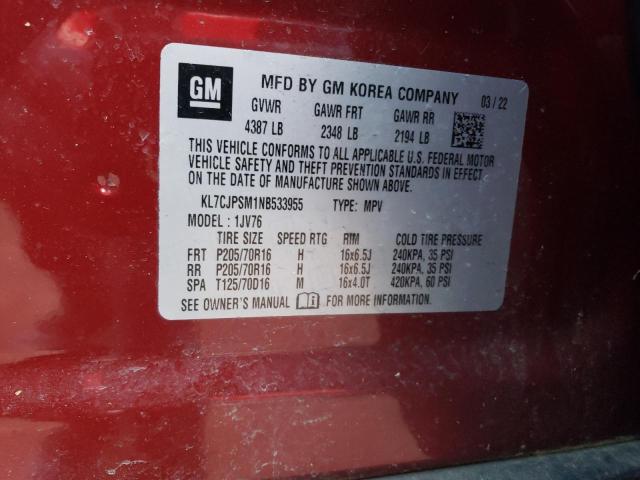 GM MFD BY GM KOREA COMPANY 03/22
GVWR GAWR FRT GAWR RR
4387 LB 2348 LB 2194 LB
THIS VEHICLE CONFORMS TO ALL APPLICABLE U.S. FEDERAL MOTOR
VEHICLE SAFETY AND THEFT PREVENTION STANDARDS IN EFFECT
ON THE DATE OF MANUFACTURE SHOWN ABOVE.
KL7CJPSM1NB533955 TYPE: MPV
MODEL: 1JV76
TIRE SIZE SPEED RTG RIM COLD TIRE PRESSURE
FRT P205/70R16 H 16x6.5J 240KPA, 35 PSI
RR P205/70R16 H 16x6.5J 240KPA, 35 PSI
SPA T125/70D16 M 16x4.0T 420KPA, 60 PSI
SEE OWNER'S MANUAL FOR MORE INFORMATION.